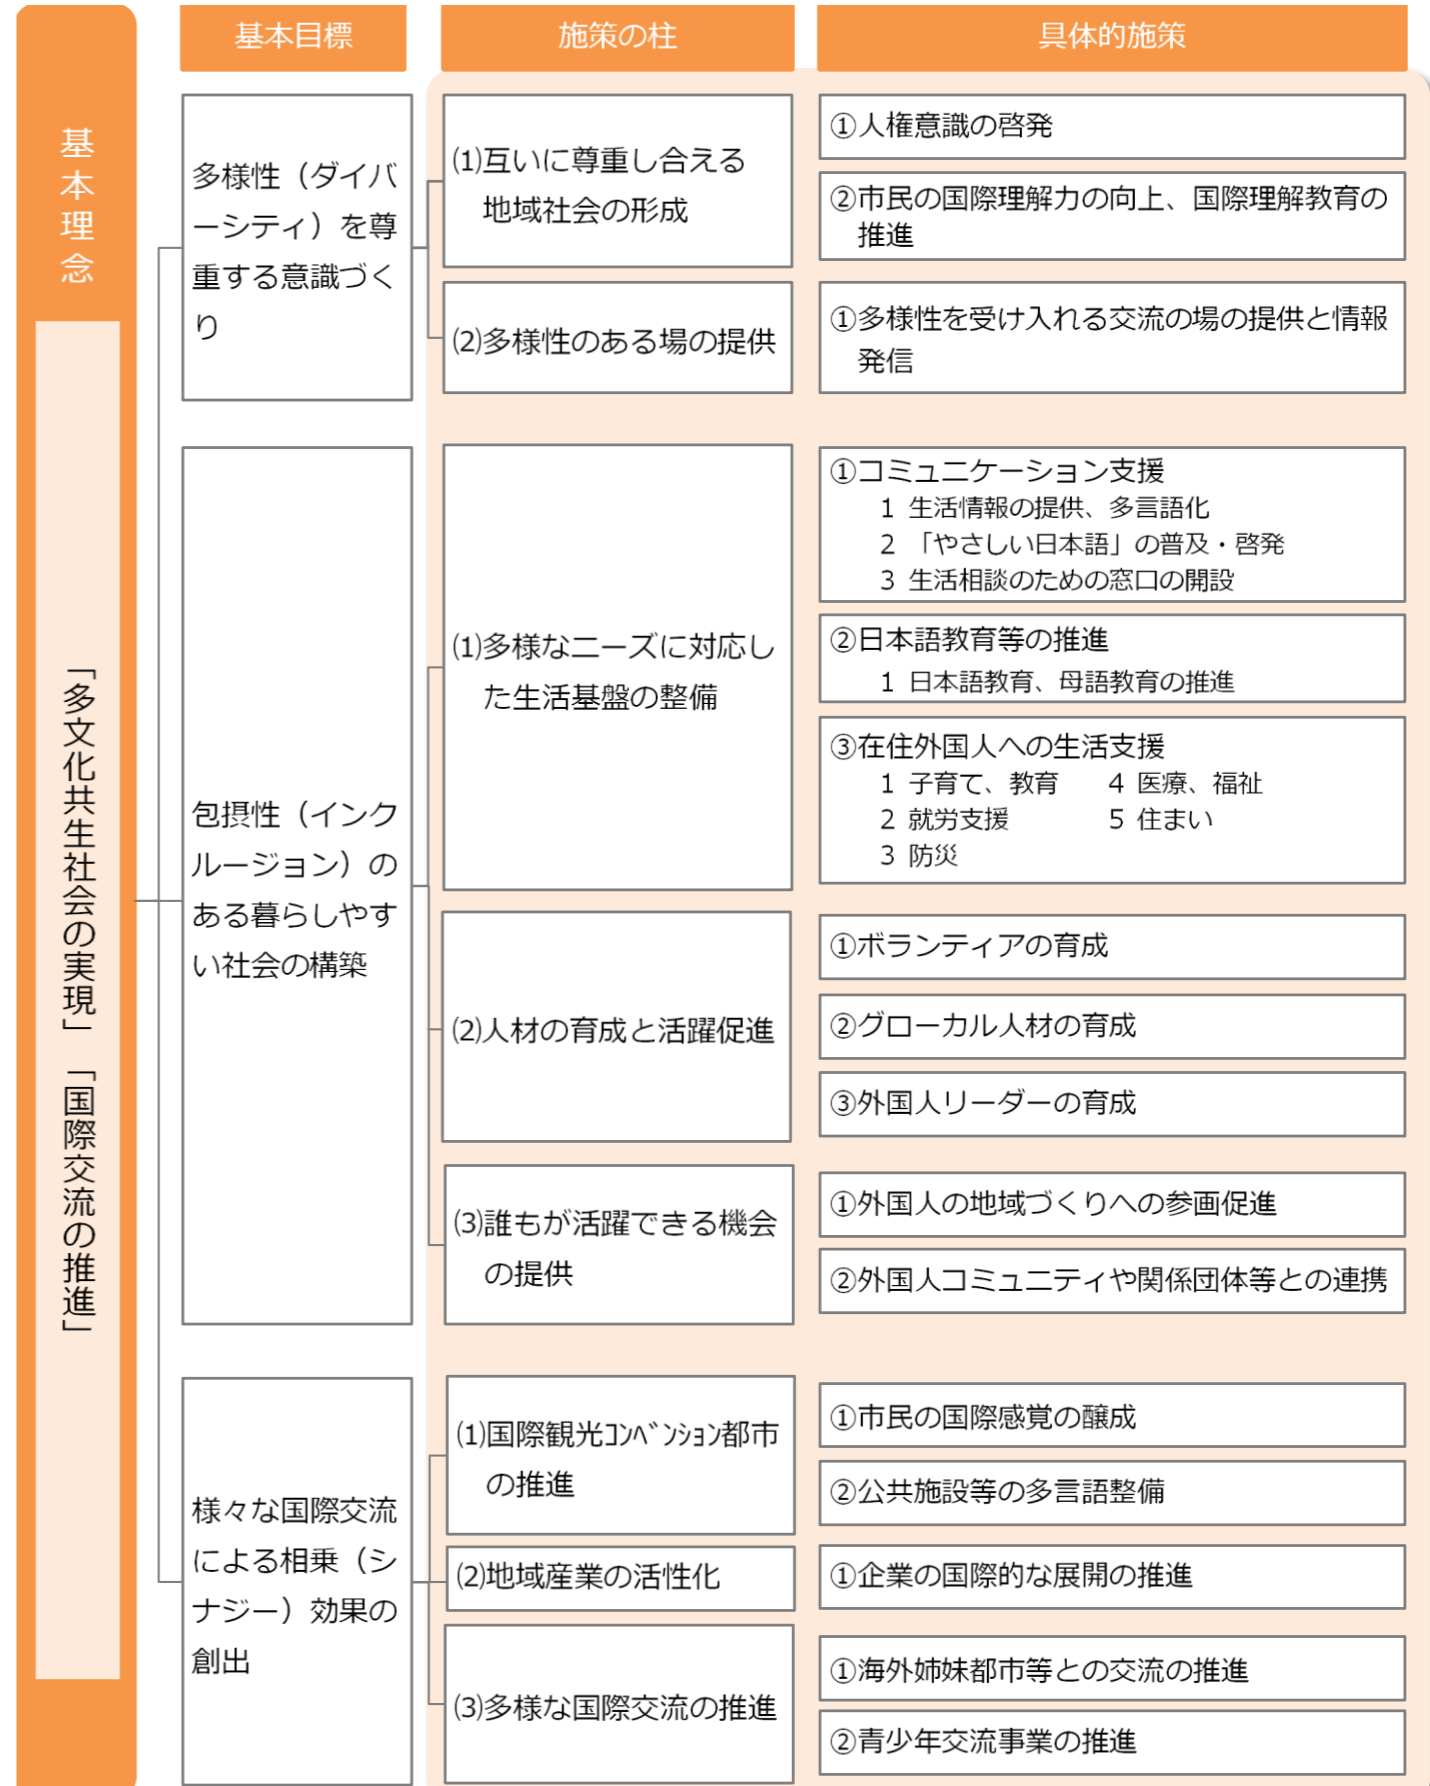 基本理念
「多文化共生社会の実現」「国際交流の推進」
基本目標
施策の柱
具体的施策
多様性（ダイバ
ーシティ）を尊
重する意識づく
り
⑴互いに尊重し合える
地域社会の形成
①人権意識の啓発
②市民の国際理解力の向上、国際理解教育の
推進
⑵多様性のある場の提供
①多様性を受け入れる交流の場の提供と情報
発信
包摂性（インク
ルージョン）の
ある暮らしやす
い社会の構築
⑴多様なニーズに対応し
た生活基盤の整備
①コミュニケーション支援
1 生活情報の提供、多言語化
2 「やさしい日本語」の普及・啓発
3 生活相談のための窓口の開設
②日本語教育等の推進
1 日本語教育、母語教育の推進
③在住外国人への生活支援
1 子育て、教育 4 医療、福祉
2 就労支援 5 住まい
3 防災
⑵人材の育成と活躍促進
①ボランティアの育成
②グローカル人材の育成
③外国人リーダーの育成
⑶誰もが活躍できる機会
の提供
①外国人の地域づくりへの参画促進
②外国人コミュニティや関係団体等との連携
様々な国際交流
による相乗（シ
ナジー）効果の
創出
⑴国際観光ｺﾝﾍﾞﾝｼｮﾝ都市
の推進
①市民の国際感覚の醸成
②公共施設等の多言語整備
⑵地域産業の活性化
①企業の国際的な展開の推進
⑶多様な国際交流の推進
①海外姉妹都市等との交流の推進
②青少年交流事業の推進